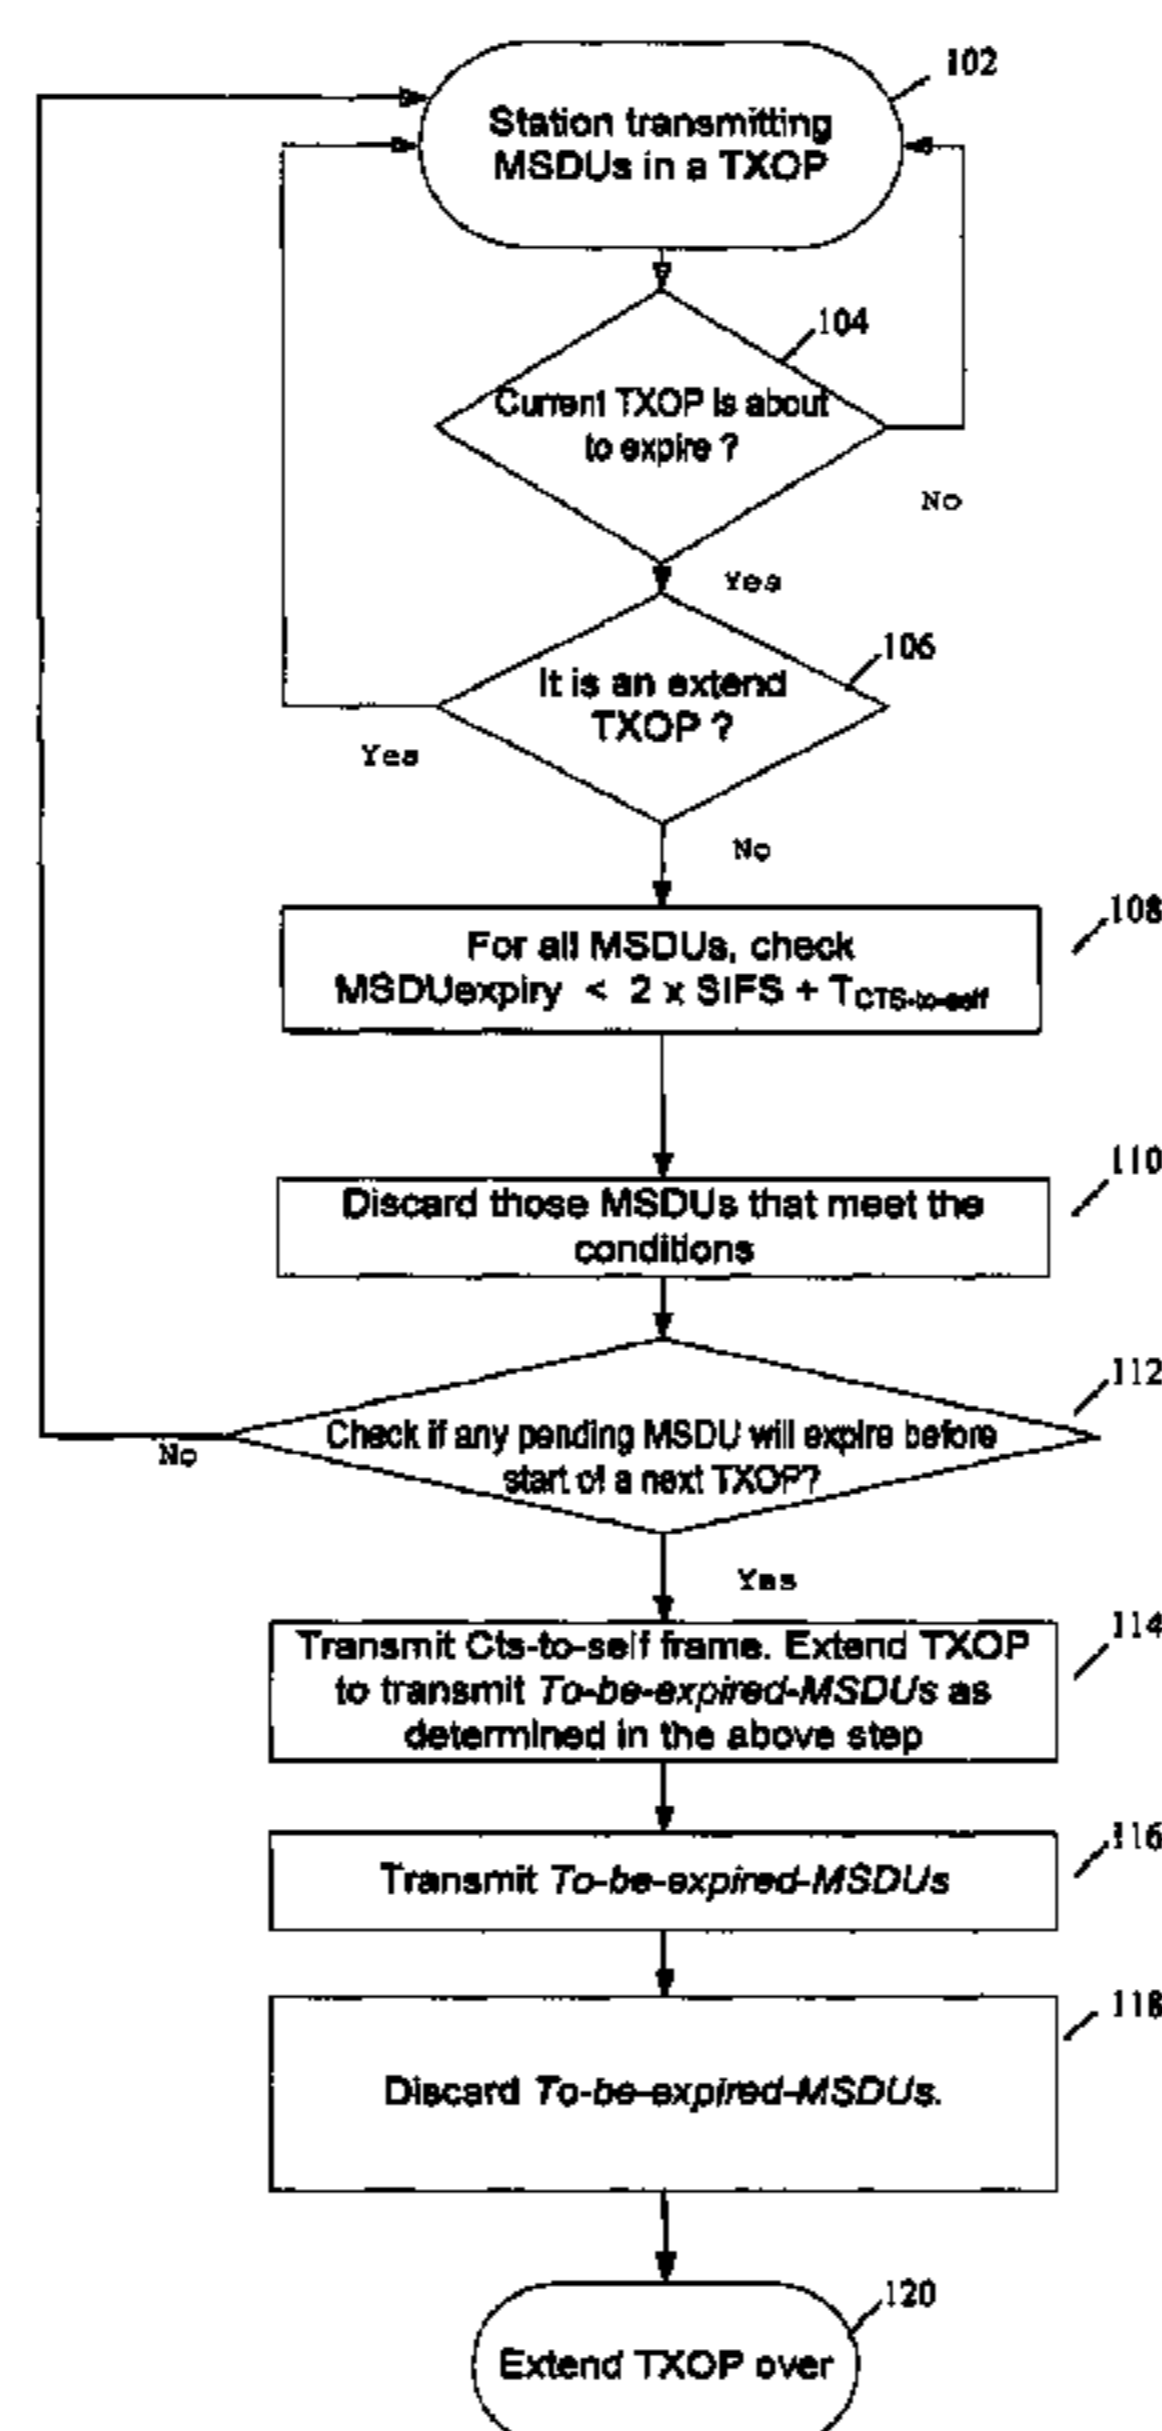 102
Station transmitting
MSDUs in a TXOP
104
Current TXOP is about
to expire ?
No
Yes
106
It is an extend
TXOP ?
Yes
No
108
For all MSDUs, check
MSDUexpiry < 2 x SIFS + TCTS-to-self
110
Discard those MSDUs that meet the
conditions
112
Check if any pending MSDU will expire before
start of a next TXOP?
No
Yes
114
Transmit Cts-to-self frame. Extend TXOP
to transmit To-be-expired-MSDUs as
determined in the above step
116
Transmit To-be-expired-MSDUs
118
Discard To-be-expired-MSDUs.
120
Extend TXOP over